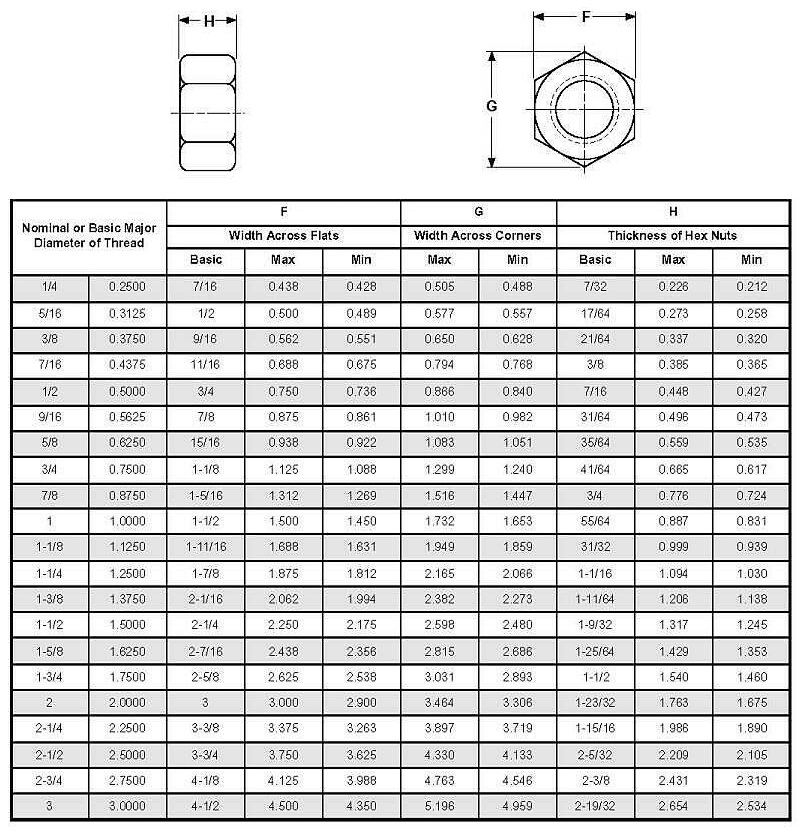 H
F
G
Nominal or Basic Major Diameter of Thread F G H
Width Across Flats Width Across Corners Thickness of Hex Nuts
Basic Max Min Max Min Basic Max Min
1/4 0.2500 7/16 0.438 0.428 0.505 0.488 7/32 0.226 0.212
5/16 0.3125 1/2 0.500 0.489 0.577 0.557 17/64 0.273 0.258
3/8 0.3750 9/16 0.562 0.551 0.650 0.628 21/64 0.337 0.320
7/16 0.4375 11/16 0.688 0.675 0.794 0.768 3/8 0.385 0.365
1/2 0.5000 3/4 0.750 0.736 0.866 0.840 7/16 0.448 0.427
9/16 0.5625 7/8 0.875 0.861 1.010 0.982 31/64 0.496 0.473
5/8 0.6250 15/16 0.938 0.922 1.083 1.051 35/64 0.559 0.535
3/4 0.7500 1-1/8 1.125 1.088 1.299 1.240 41/64 0.665 0.617
7/8 0.8750 1-5/16 1.312 1.269 1.516 1.447 3/4 0.776 0.724
1 1.0000 1-1/2 1.500 1.450 1.732 1.653 55/64 0.887 0.831
1-1/8 1.1250 1-11/16 1.688 1.631 1.949 1.859 31/32 0.999 0.939
1-1/4 1.2500 1-7/8 1.875 1.812 2.165 2.066 1-1/16 1.094 1.030
1-3/8 1.3750 2-1/16 2.062 1.994 2.382 2.273 1-11/64 1.206 1.138
1-1/2 1.5000 2-1/4 2.250 2.175 2.598 2.480 1-9/32 1.317 1.245
1-5/8 1.6250 2-7/16 2.438 2.356 2.815 2.686 1-25/64 1.429 1.353
1-3/4 1.7500 2-5/8 2.625 2.538 3.031 2.893 1-1/2 1.540 1.460
2 2.0000 3 3.000 2.900 3.464 3.306 1-23/32 1.763 1.675
2-1/4 2.2500 3-3/8 3.375 3.263 3.897 3.719 1-15/16 1.986 1.890
2-1/2 2.5000 3-3/4 3.750 3.625 4.330 4.133 2-5/32 2.209 2.105
2-3/4 2.7500 4-1/8 4.125 3.988 4.763 4.546 2-3/8 2.431 2.319
3 3.0000 4-1/2 4.500 4.350 5.196 4.959 2-19/32 2.654 2.534